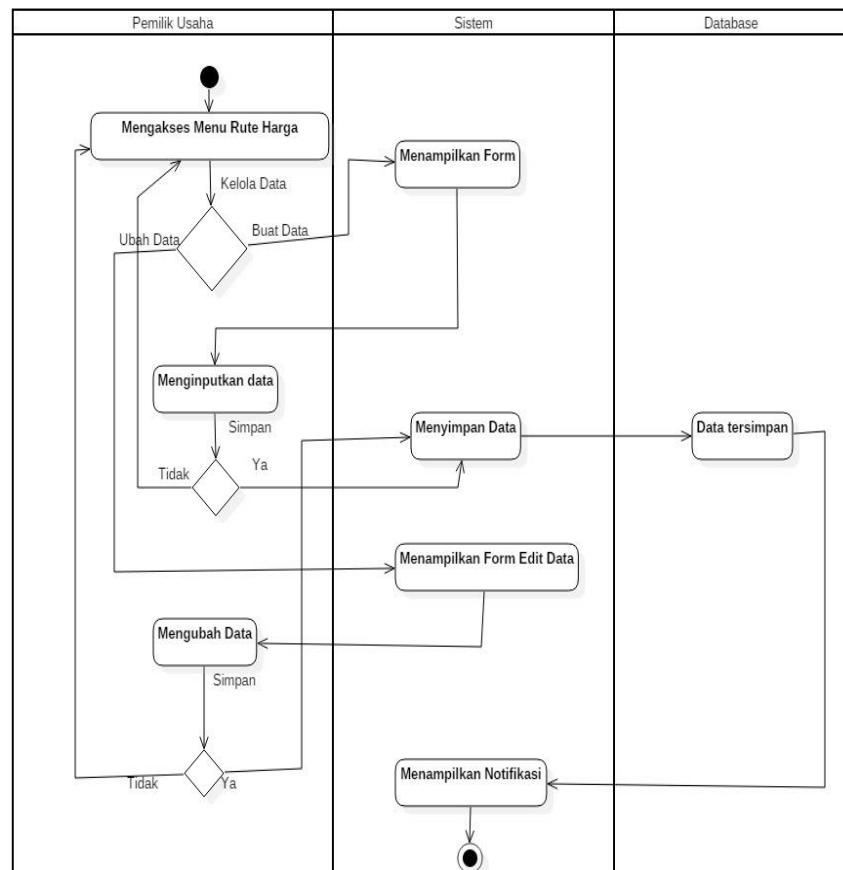 Pemilik Usaha
Sistem
Database
Mengakses Menu Rute Harga
Menampilkan Form
Kelola Data
Ubah Data
Buat Data
Menginputkan data
Simpan
Menyimpan Data
Data tersimpan
Tidak
Ya
Menampilkan Form Edit Data
Mengubah Data
Simpan
Menampilkan Notifikasi
Tidak
Ya